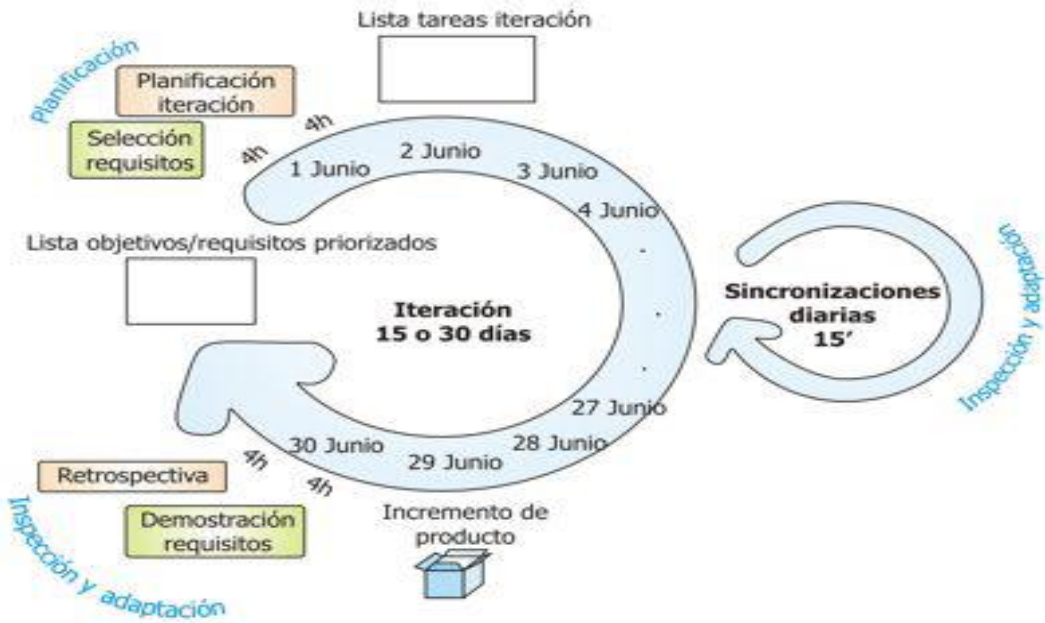 Lista tareas iteración
Planificación
Planificación
iteración
Selección
requisitos
4h
4h
1 Junio
2 Junio
3 Junio
4 Junio
.
.
.
Lista objetivos/requisitos priorizados
Iteración
15 o 30 días
Sincronizaciones
diarias
15′
Inspección y adaptación
27 Junio
28 Junio
29 Junio
30 Junio
4h
4h
Retrospectiva
Demostración
requisitos
Inspección y adaptación
Incremento de
producto